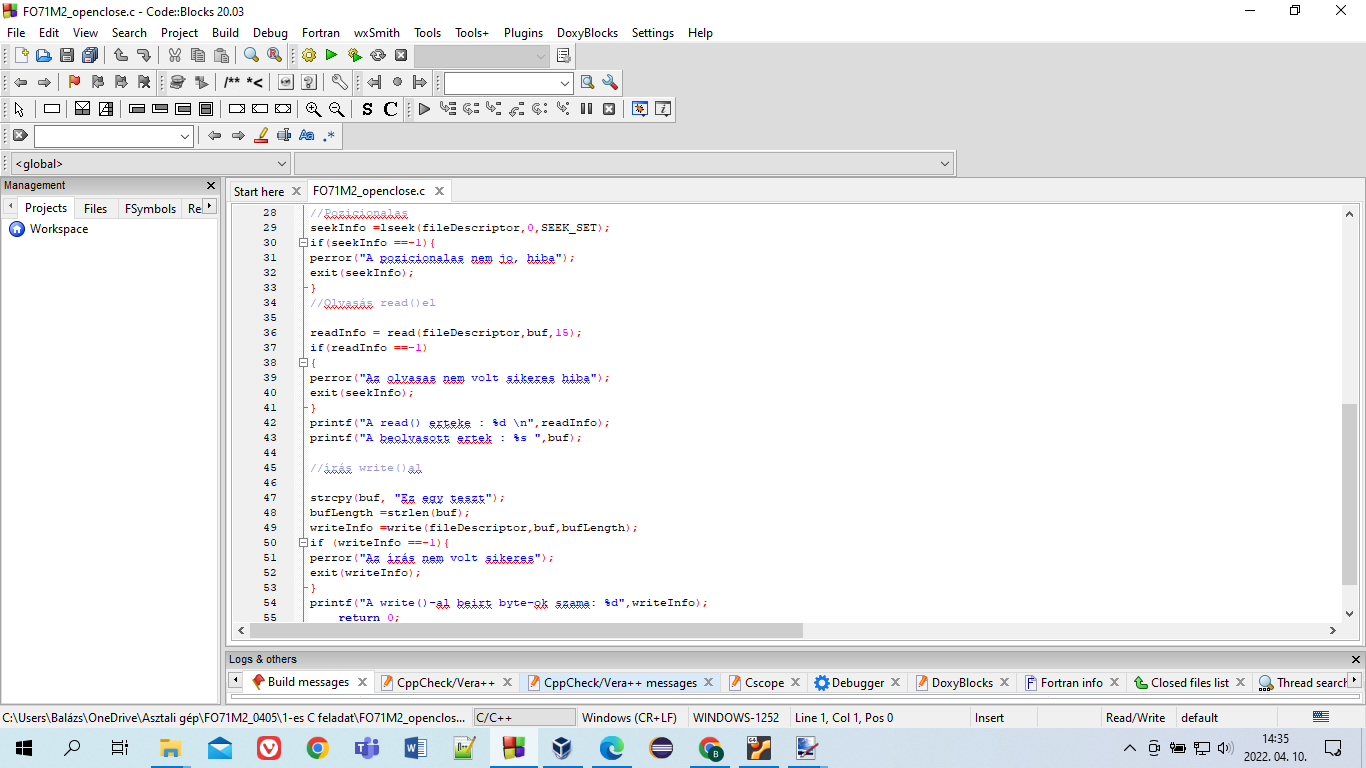 FO71M2_openclose.c - Code::Blocks 20.03
File Edit View Search Project Build Debug Fortran wxSmith Tools Tools+ Plugins DoxyBlocks Settings Help
/** *<
S C
Aa .*
<global>
Management
Projects Files FSymbols Re
Workspace
Start here FO71M2_openclose.c
28 //Pozicionalas
29 seekInfo =lseek(fileDescriptor,0,SEEK_SET);
30 if(seekInfo ==-1){
31 perror("A pozicionalas nem jo, hiba");
32 exit(seekInfo);
33 }
34 //Olvasás read()el
35
36 readInfo = read(fileDescriptor,buf,15);
37 if(readInfo ==-1)
38 {
39 perror("Az olvasas nem volt sikeres hiba");
40 exit(seekInfo);
41 }
42 printf("A read() erteke : %d \n",readInfo);
43 printf("A beolvasott ertek : %s ",buf);
44
45 //írás write()al
46
47 strcpy(buf, "Ez egy teszt");
48 bufLength =strlen(buf);
49 writeInfo =write(fileDescriptor,buf,bufLength);
50 if (writeInfo ==-1){
51 perror("Az írás nem volt sikeres");
52 exit(writeInfo);
53 }
54 printf("A write()-al beirt byte-ok szama: %d",writeInfo);
55 return 0;
Logs & others
Build messages CppCheck/Vera++ CppCheck/Vera++ messages Cscope Debugger DoxyBlocks Fortran info Closed files list Thread search
C:\Users\Balázs\OneDrive\Asztali gép\FO71M2_0405\1-es C feladat\FO71M2_openclos... C/C++ Windows (CR+LF) WINDOWS-1252 Line 1, Col 1, Pos 0 Insert Read/Write default
14:35
2022. 04. 10.